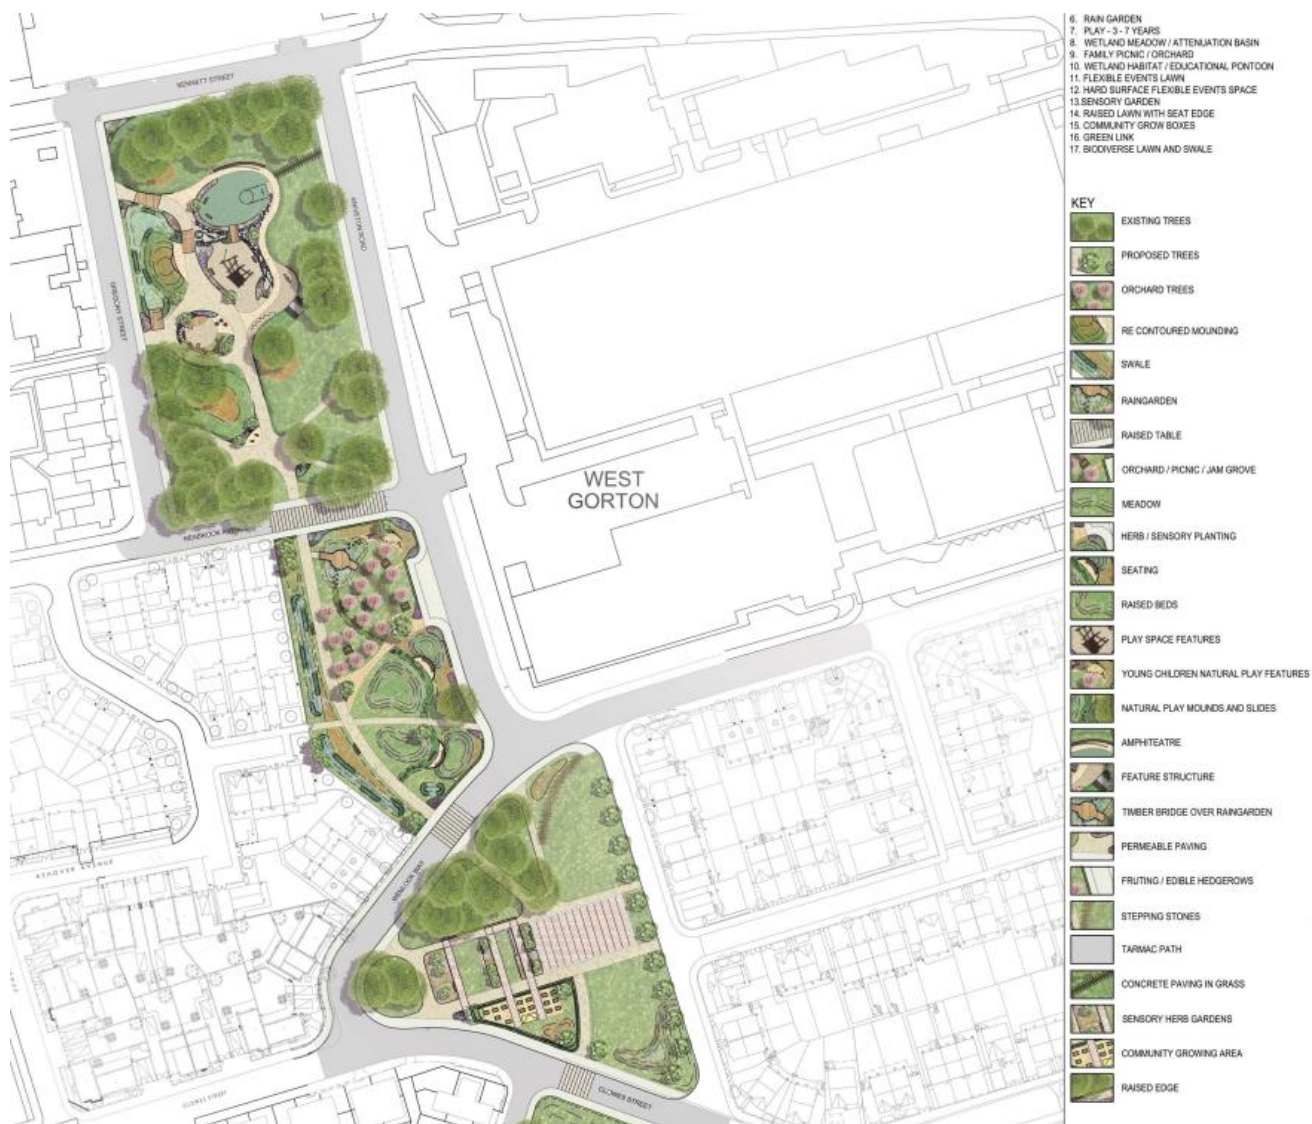 6. RAIN GARDEN
7. PLAY - 3 - 7 YEARS
8. WETLAND MEADOW / ATTENUATION BASIN
9. FAMILY PICNIC / ORCHARD
10. WETLAND HABITAT / EDUCATIONAL PONTOON
11. FLEXIBLE EVENTS LAWN
12. HARD SURFACE FLEXIBLE EVENTS SPACE
13.SENSORY GARDEN
14. RAISED LAWN WITH SEAT EDGE
15. COMMUNITY GROW BOXES
16. GREEN LINK
17. BIODIVERSE LAWN AND SWALE
KEY
EXISTING TREES
PROPOSED TREES
ORCHARD TREES
RE CONTOURED MOUNDING
SWALE
RAINGARDEN
RAISED TABLE
ORCHARD / PICNIC / JAM GROVE
MEADOW
HERB / SENSORY PLANTING
SEATING
RAISED BEDS
PLAY SPACE FEATURES
YOUNG CHILDREN NATURAL PLAY FEATURES
NATURAL PLAY MOUNDS AND SLIDES
AMPHITEATRE
FEATURE STRUCTURE
TIMBER BRIDGE OVER RAINGARDEN
PERMEABLE PAVING
FRUTING / EDIBLE HEDGEROWS
STEPPING STONES
TARMAC PATH
CONCRETE PAVING IN GRASS
SENSORY HERB GARDENS
COMMUNITY GROWING AREA
RAISED EDGE
BENNETT STREET
GREGORY STREET
WEST
GORTON
WENLOCK WAY
CLOWES STREET